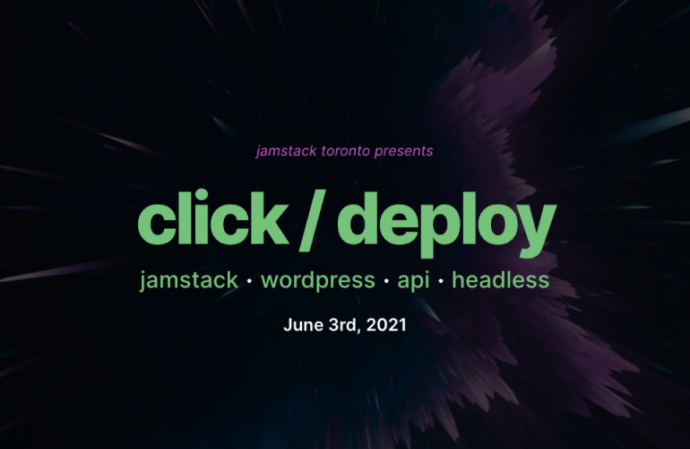 jamstack toronto presents
click / deploy
jamstack • wordpress • api • headless
June 3rd, 2021